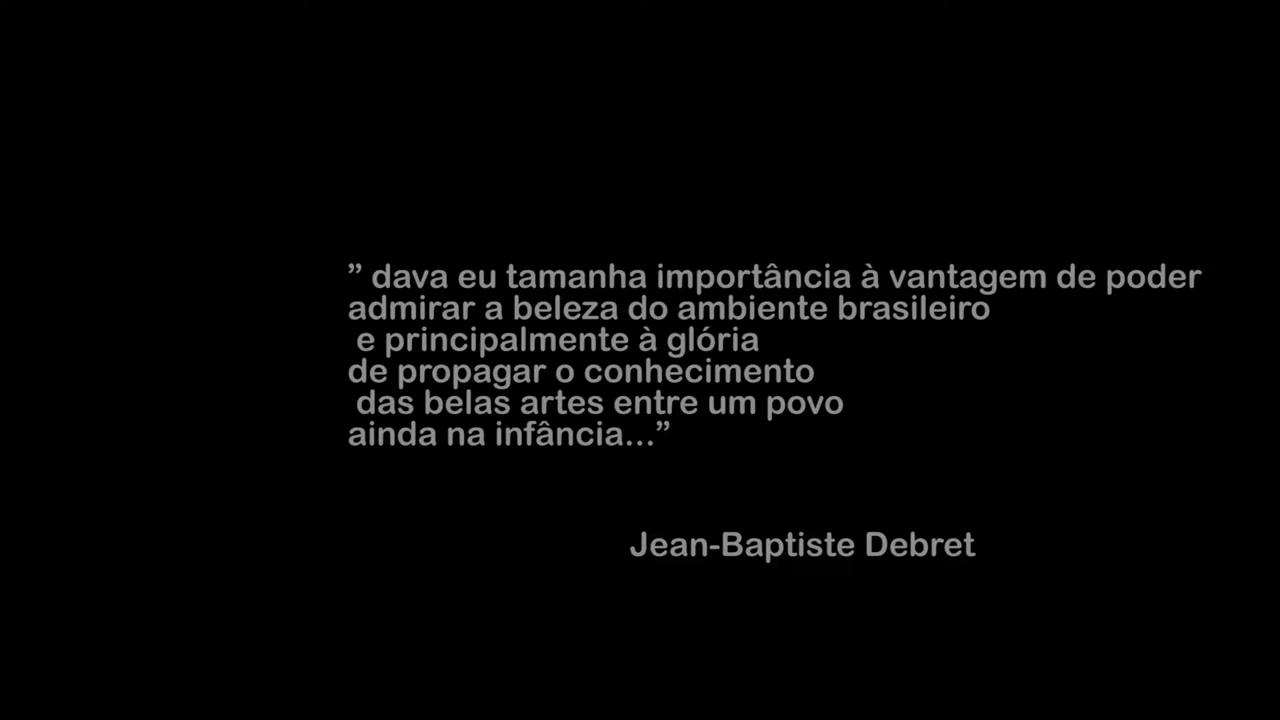 ” dava eu tamanha importância à vantagem de poder
admirar a beleza do ambiente brasileiro
e principalmente à glória
de propagar o conhecimento
das belas artes entre um povo
ainda na infância...”
Jean-Baptiste Debret